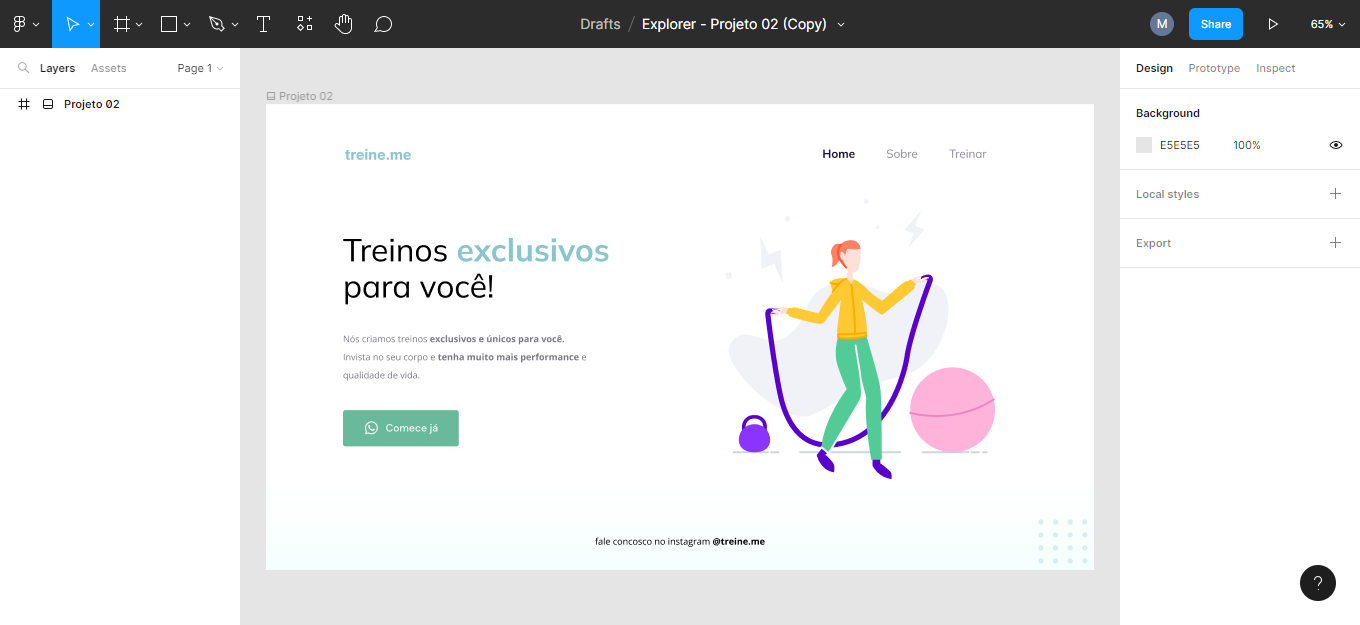 Drafts / Explorer - Projeto 02 (Copy)
M
Share
65%
Layers
Assets
Page 1
Projeto 02
Projeto 02
treine.me
Home
Sobre
Treinar
Treinos exclusivos
para você!
Nós criamos treinos exclusivos e únicos para você.
Invista no seu corpo e tenha muito mais performance e
qualidade de vida.
Comece já
fale concosco no instagram @treine.me
Design
Prototype
Inspect
Background
E5E5E5
100%
Local styles
Export
?